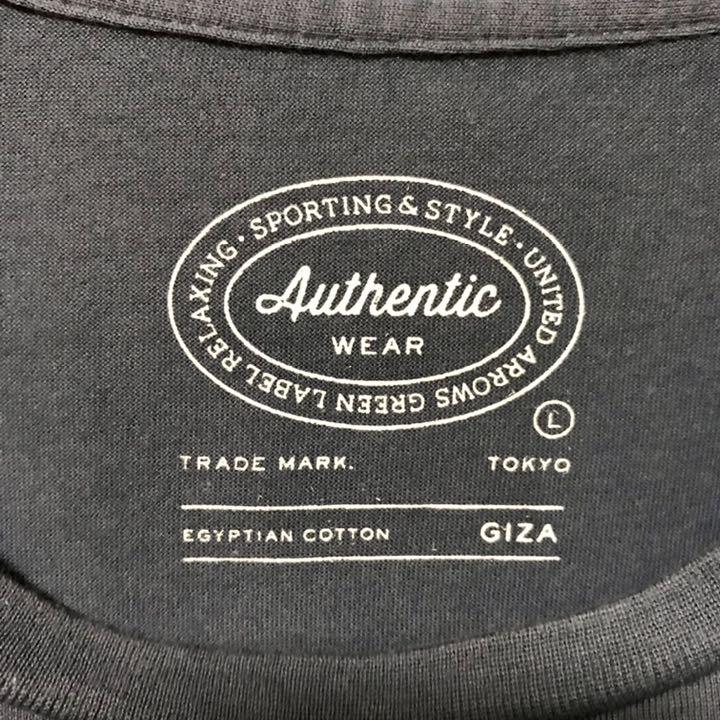 SPORTING & STYLE · UNITED ARROWS GREEN LABEL RELAXING ·
Authentic
WEAR
L
TRADE MARK. TOKYO
EGYPTIAN COTTON GIZA